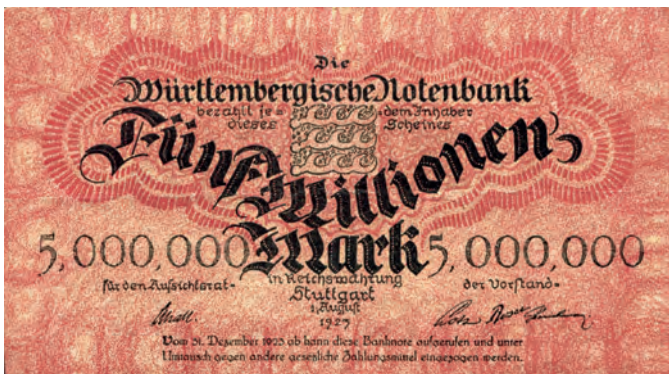 Die
Württembergische Notenbank
bezahlt je= dem Inhaber
dieses Scheines
Fünf Millionen
Mark
5,000,000 5,000,000
für den Aufsichtsrat- in Reichswährung der Vorstand-
Stuttgart
1. August
1923
Vom 31. Dezember 1923 ab kann diese Banknote aufgerufen und unter
Umtausch gegen andere gesetzliche Zahlungsmittel eingezogen werden.